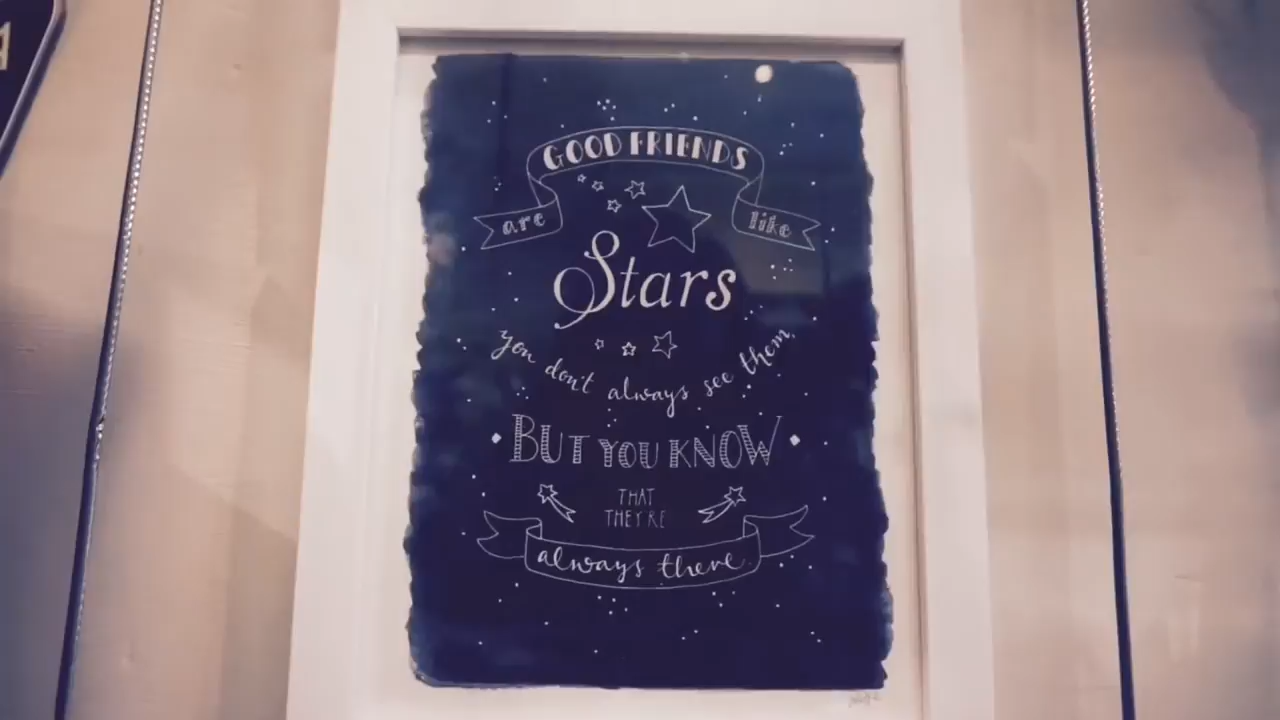 GOOD FRIENDS
are like
Stars
you don't always see them,
BUT YOU KNOW
THAT
THEY'RE
always there.